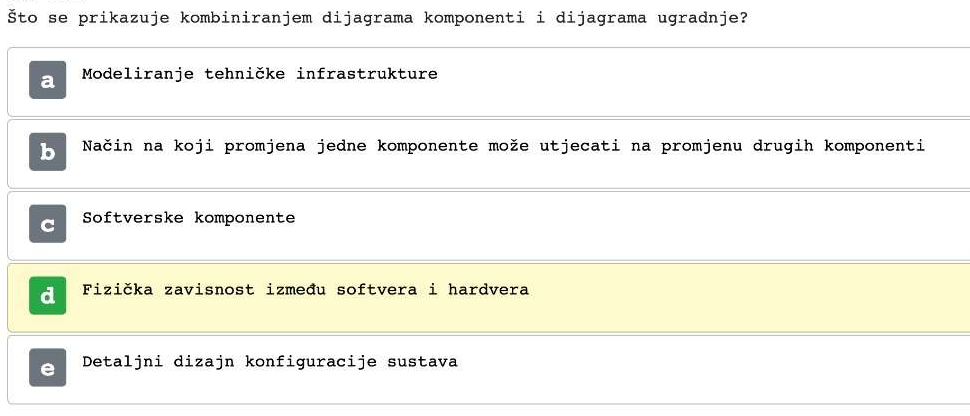 Što se prikazuje kombiniranjem dijagrama komponenti i dijagrama ugradnje?
a Modeliranje tehničke infrastrukture
b Način na koji promjena jedne komponente može utjecati na promjenu drugih komponenti
c Softverske komponente
d Fizička zavisnost između softvera i hardvera
e Detaljni dizajn konfiguracije sustava